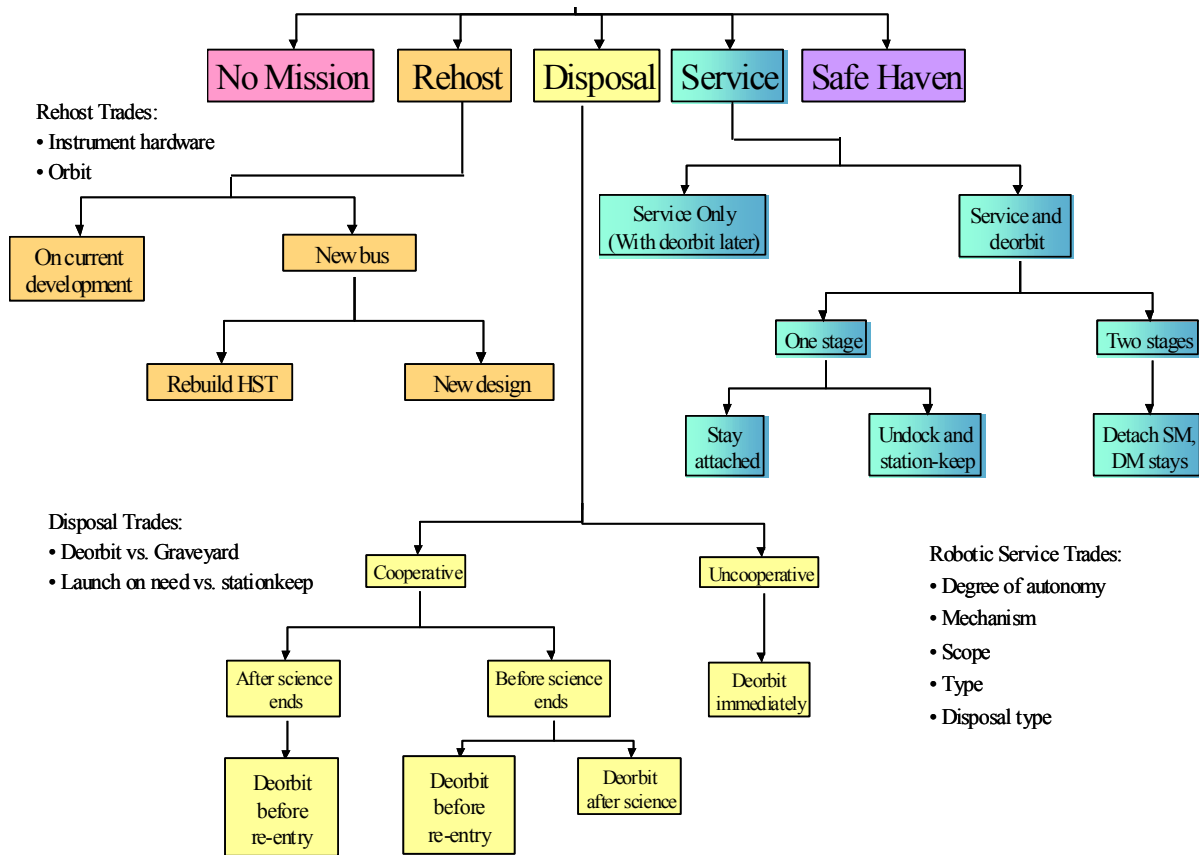 No Mission
Rehost
Disposal
Service
Safe Haven
Rehost Trades:
• Instrument hardware
• Orbit
On current
development
New bus
Rebuild HST
New design
Service Only
(With deorbit later)
Service and
deorbit
One stage
Two stages
Stay
attached
Undock and
station-keep
Detach SM,
DM stays
Disposal Trades:
• Deorbit vs. Graveyard
• Launch on need vs. stationkeep
Cooperative
Uncooperative
After science
ends
Before science
ends
Deorbit
immediately
Deorbit
before
re-entry
Deorbit
before
re-entry
Deorbit
after science
Robotic Service Trades:
• Degree of autonomy
• Mechanism
• Scope
• Type
• Disposal type